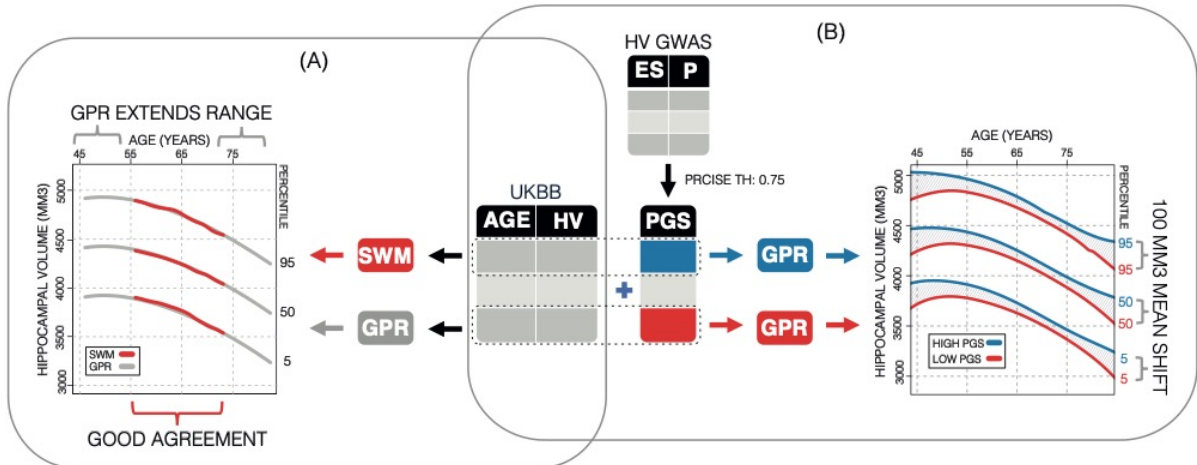 (A)
GPR EXTENDS RANGE
AGE (YEARS)
45 55 65 75
HIPPOCAMPAL VOLUME (MM3)
5000
4500
4000
3500
3000
PERCENTILE
95
50
5
SWM
GPR
GOOD AGREEMENT
SWM
GPR
UKBB
AGE HV
(B)
HV GWAS
ES P
PRCISE TH: 0.75
PGS
+
GPR
GPR
AGE (YEARS)
45 55 65 75
HIPPOCAMPAL VOLUME (MM3)
5000
4500
4000
3500
3000
PERCENTILE
95
95
50
50
5
5
HIGH PGS
LOW PGS
100 MM3 MEAN SHIFT